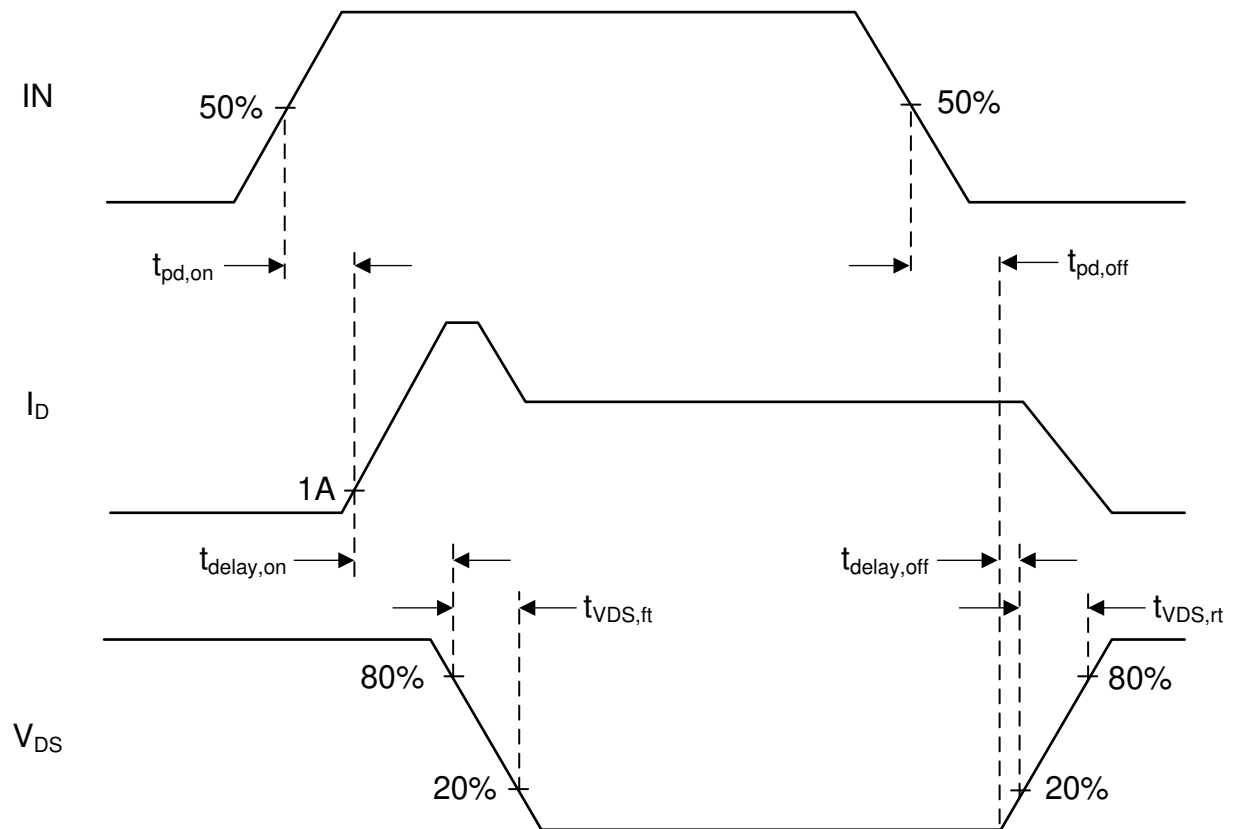 IN
50%
50%
tpd,on
tpd,off
ID
1A
tdelay,on
tdelay,off
tVDS,ft
tVDS,rt
80%
80%
VDS
20%
20%